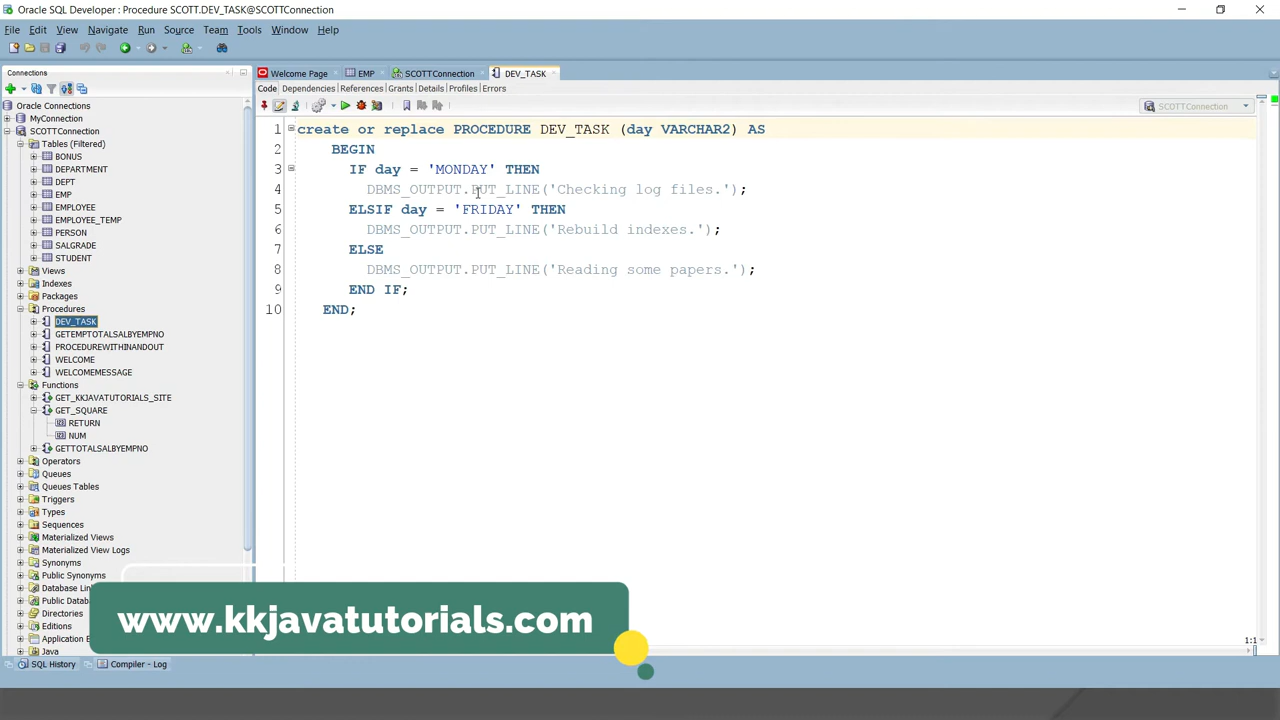 Oracle SQL Developer : Procedure SCOTT.DEV_TASK@SCOTTConnection
File Edit View Navigate Run Source Team Tools Window Help
Connections
Welcome Page EMP SCOTTConnection DEV_TASK
Code Dependencies References Grants Details Profiles Errors
SCOTTConnection
Oracle Connections
MyConnection
SCOTTConnection
Tables (Filtered)
BONUS
DEPARTMENT
DEPT
EMP
EMPLOYEE
EMPLOYEE_TEMP
PERSON
SALGRADE
STUDENT
Views
Indexes
Packages
Procedures
DEV_TASK
GETEMPTOTALSALBYEMPNO
PROCEDUREWITHINANDOUT
WELCOME
WELCOMEMESSAGE
Functions
GET_KKJAVATUTORIALS_SITE
GET_SQUARE
RETURN
NUM
GETTOTALSALBYEMPNO
Operators
Queues
Queues Tables
Triggers
Types
Sequences
Materialized Views
Materialized View Logs
Synonyms
Public Synonyms
Database
Public
Directories
Editions
Application
Java
1 create or replace PROCEDURE DEV_TASK (day VARCHAR2) AS
2 BEGIN
3 IF day = 'MONDAY' THEN
4 DBMS_OUTPUT.PUT_LINE('Checking log files.');
5 ELSIF day = 'FRIDAY' THEN
6 DBMS_OUTPUT.PUT_LINE('Rebuild indexes.');
7 ELSE
8 DBMS_OUTPUT.PUT_LINE('Reading some papers.');
9 END IF;
10 END;
www.kkjavatutorials.com
1:1
SQL History Compiler - Log